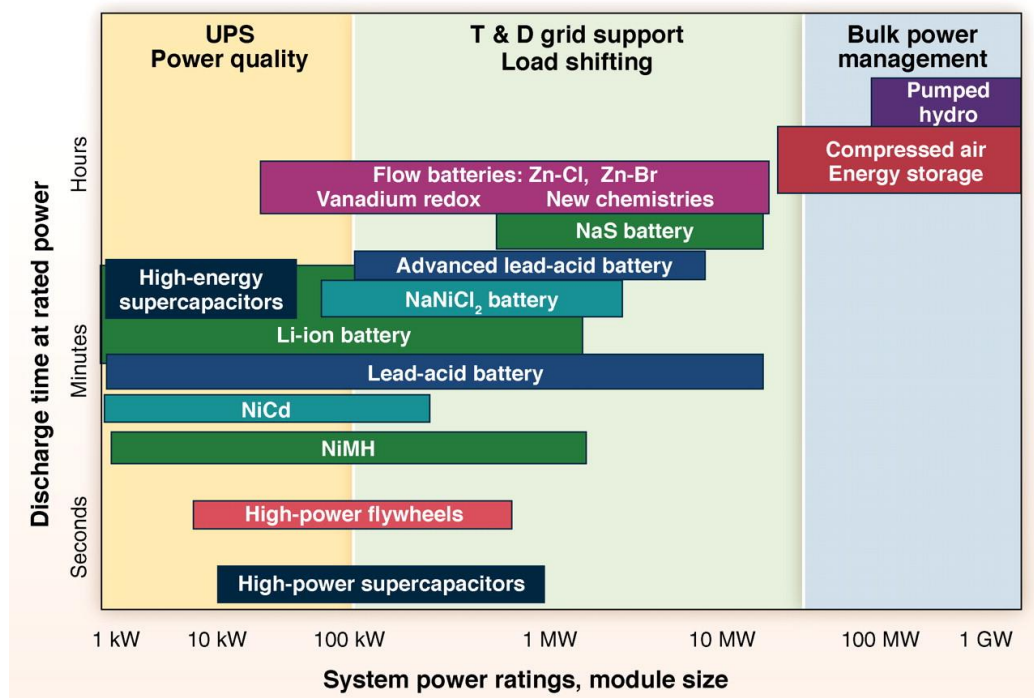 UPS
Power quality
T & D grid support
Load shifting
Bulk power
management
Pumped
hydro
Compressed air
Energy storage
Flow batteries: Zn-Cl, Zn-Br
Vanadium redox New chemistries
NaS battery
Advanced lead-acid battery
High-energy
supercapacitors
NaNiCl₂ battery
Li-ion battery
Lead-acid battery
NiCd
NiMH
High-power flywheels
High-power supercapacitors
Discharge time at rated power
Hours
Minutes
Seconds
1 kW 10 kW 100 kW 1 MW 10 MW 100 MW 1 GW
System power ratings, module size